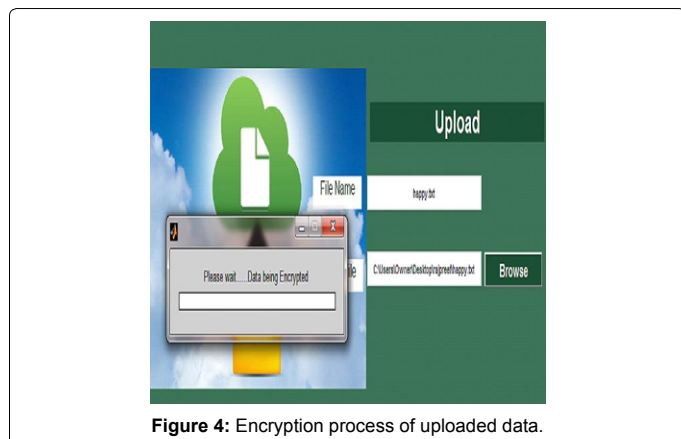 Upload
File Name
happy.txt
Please wait......Data being Encrypted
file
C:\Users\Owner\Desktop\rajpreet\happy.txt
Browse
Figure 4: Encryption process of uploaded data.